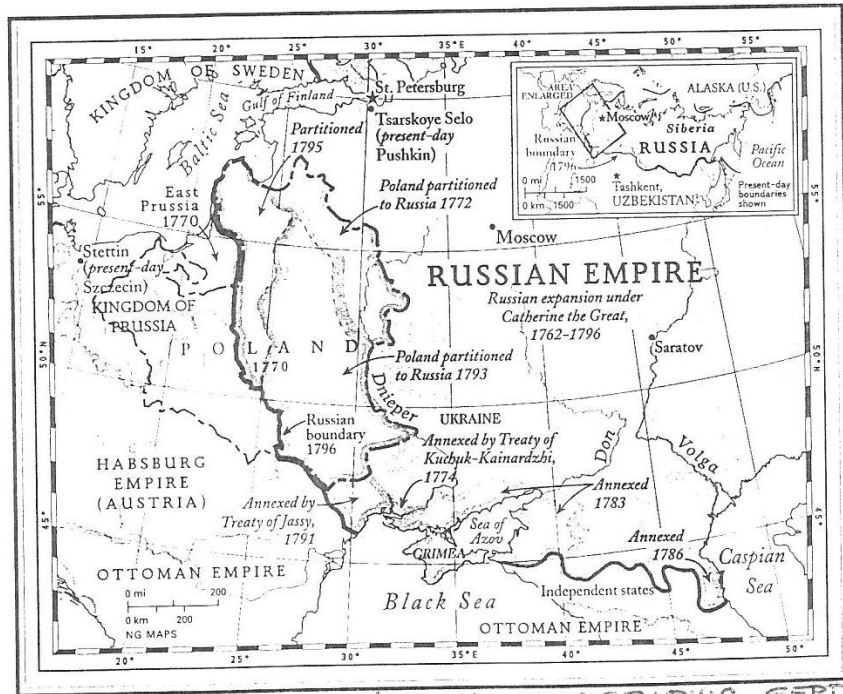 15°
20°
25°
30°
35°
40°
45°
50°
55°
KINGDOM OF SWEDEN
Baltic Sea
Gulf of Finland
St. Petersburg
Tsarskoye Selo
(present-day
Pushkin)
Partitioned
1795
AREA
ENLARGED
ALASKA (U.S.)
Moscow
Siberia
RUSSIA
Russian
boundary
1796
Pacific
Ocean
0 mi 1500
0 km 1500
Tashkent,
UZBEKISTAN
Present-day
boundaries
shown
55°
55°
East
Prussia
1770
Poland partitioned
to Russia 1772
Moscow
Stettin
(present-day
Szczecin)
KINGDOM OF
PRUSSIA
RUSSIAN EMPIRE
Russian expansion under
Catherine the Great,
1762–1796
POLAND
1770
Saratov
50°N
50°N
Poland partitioned
to Russia 1793
Dnieper
Russian
boundary
1796
UKRAINE
Annexed by Treaty of
Kuchuk-Kainardzhi,
1774
Don
Volga
HABSBURG
EMPIRE
(AUSTRIA)
Annexed by
Treaty of Jassy,
1791
Annexed
1783
45°
45°
Sea of
Azov
CRIMEA
Annexed
1786
Caspian
Sea
OTTOMAN EMPIRE
0 mi 200
0 km 200
NG MAPS
Black Sea
Independent states
OTTOMAN EMPIRE
20°
25°
30°
35°E
40°
45°
50°